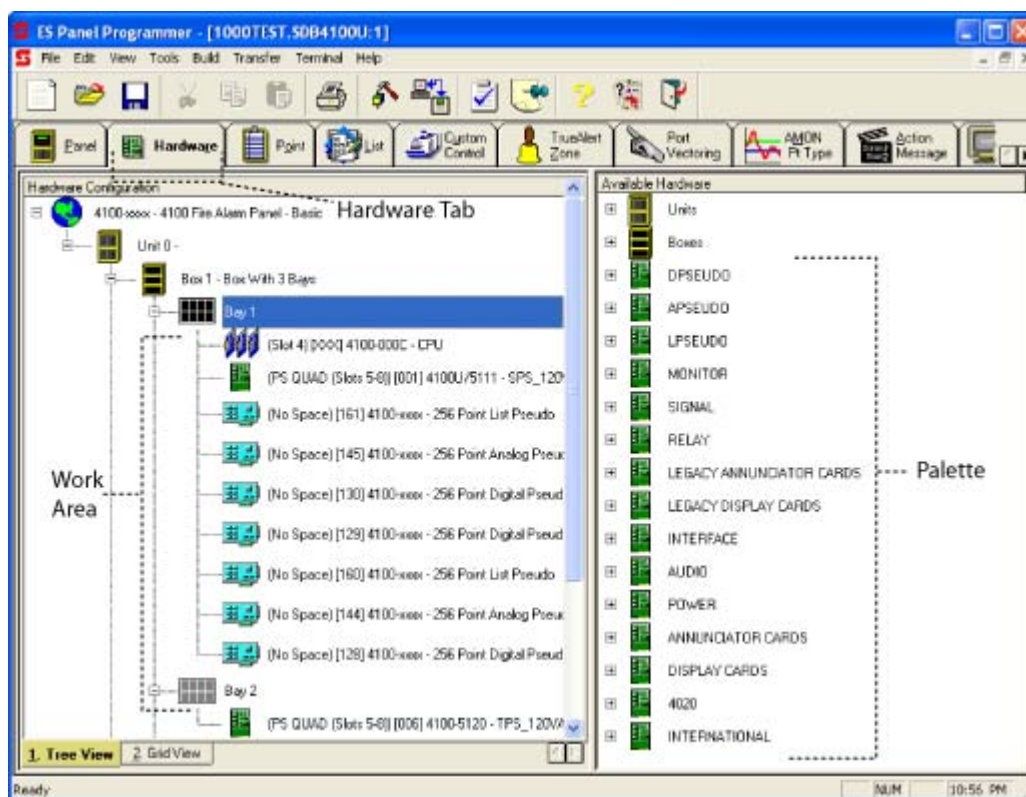 ES Panel Programmer - [1000TEST.SDB4100U:1]
File Edit View Tools Build Transfer Terminal Help
Panel
Hardware
Point
List
Custom Control
TrueAlert Zone
Port Vectoring
AMON Pt Type
Action Message
Hardware Configuration
4100-xxxx - 4100 Fire Alarm Panel - Basic
Hardware Tab
Unit 0 -
Box 1 - Box With 3 Bays
Bay 1
(Slot 4) [XXX] 4100-000C - CPU
(PS QUAD (Slots 5-8)) [001] 4100U/5111 - SPS_120V
(No Space) [161] 4100-xxxx - 256 Point List Pseudo
(No Space) [145] 4100-xxxx - 256 Point Analog Pseud
(No Space) [130] 4100-xxxx - 256 Point Digital Pseud
(No Space) [129] 4100-xxxx - 256 Point Digital Pseud
(No Space) [160] 4100-xxxx - 256 Point List Pseudo
(No Space) [144] 4100-xxxx - 256 Point Analog Pseud
(No Space) [128] 4100-xxxx - 256 Point Digital Pseud
Bay 2
(PS QUAD (Slots 5-8)) [006] 4100-5120 - TPS_120VA
Work Area
1. Tree View
2. Grid View
Available Hardware
Units
Boxes
DPSEUDO
APSEUDO
LPSEUDO
MONITOR
SIGNAL
RELAY
LEGACY ANNUNCIATOR CARDS
LEGACY DISPLAY CARDS
INTERFACE
AUDIO
POWER
ANNUNCIATOR CARDS
DISPLAY CARDS
4020
INTERNATIONAL
Palette
Ready
NUM
10:56 PM